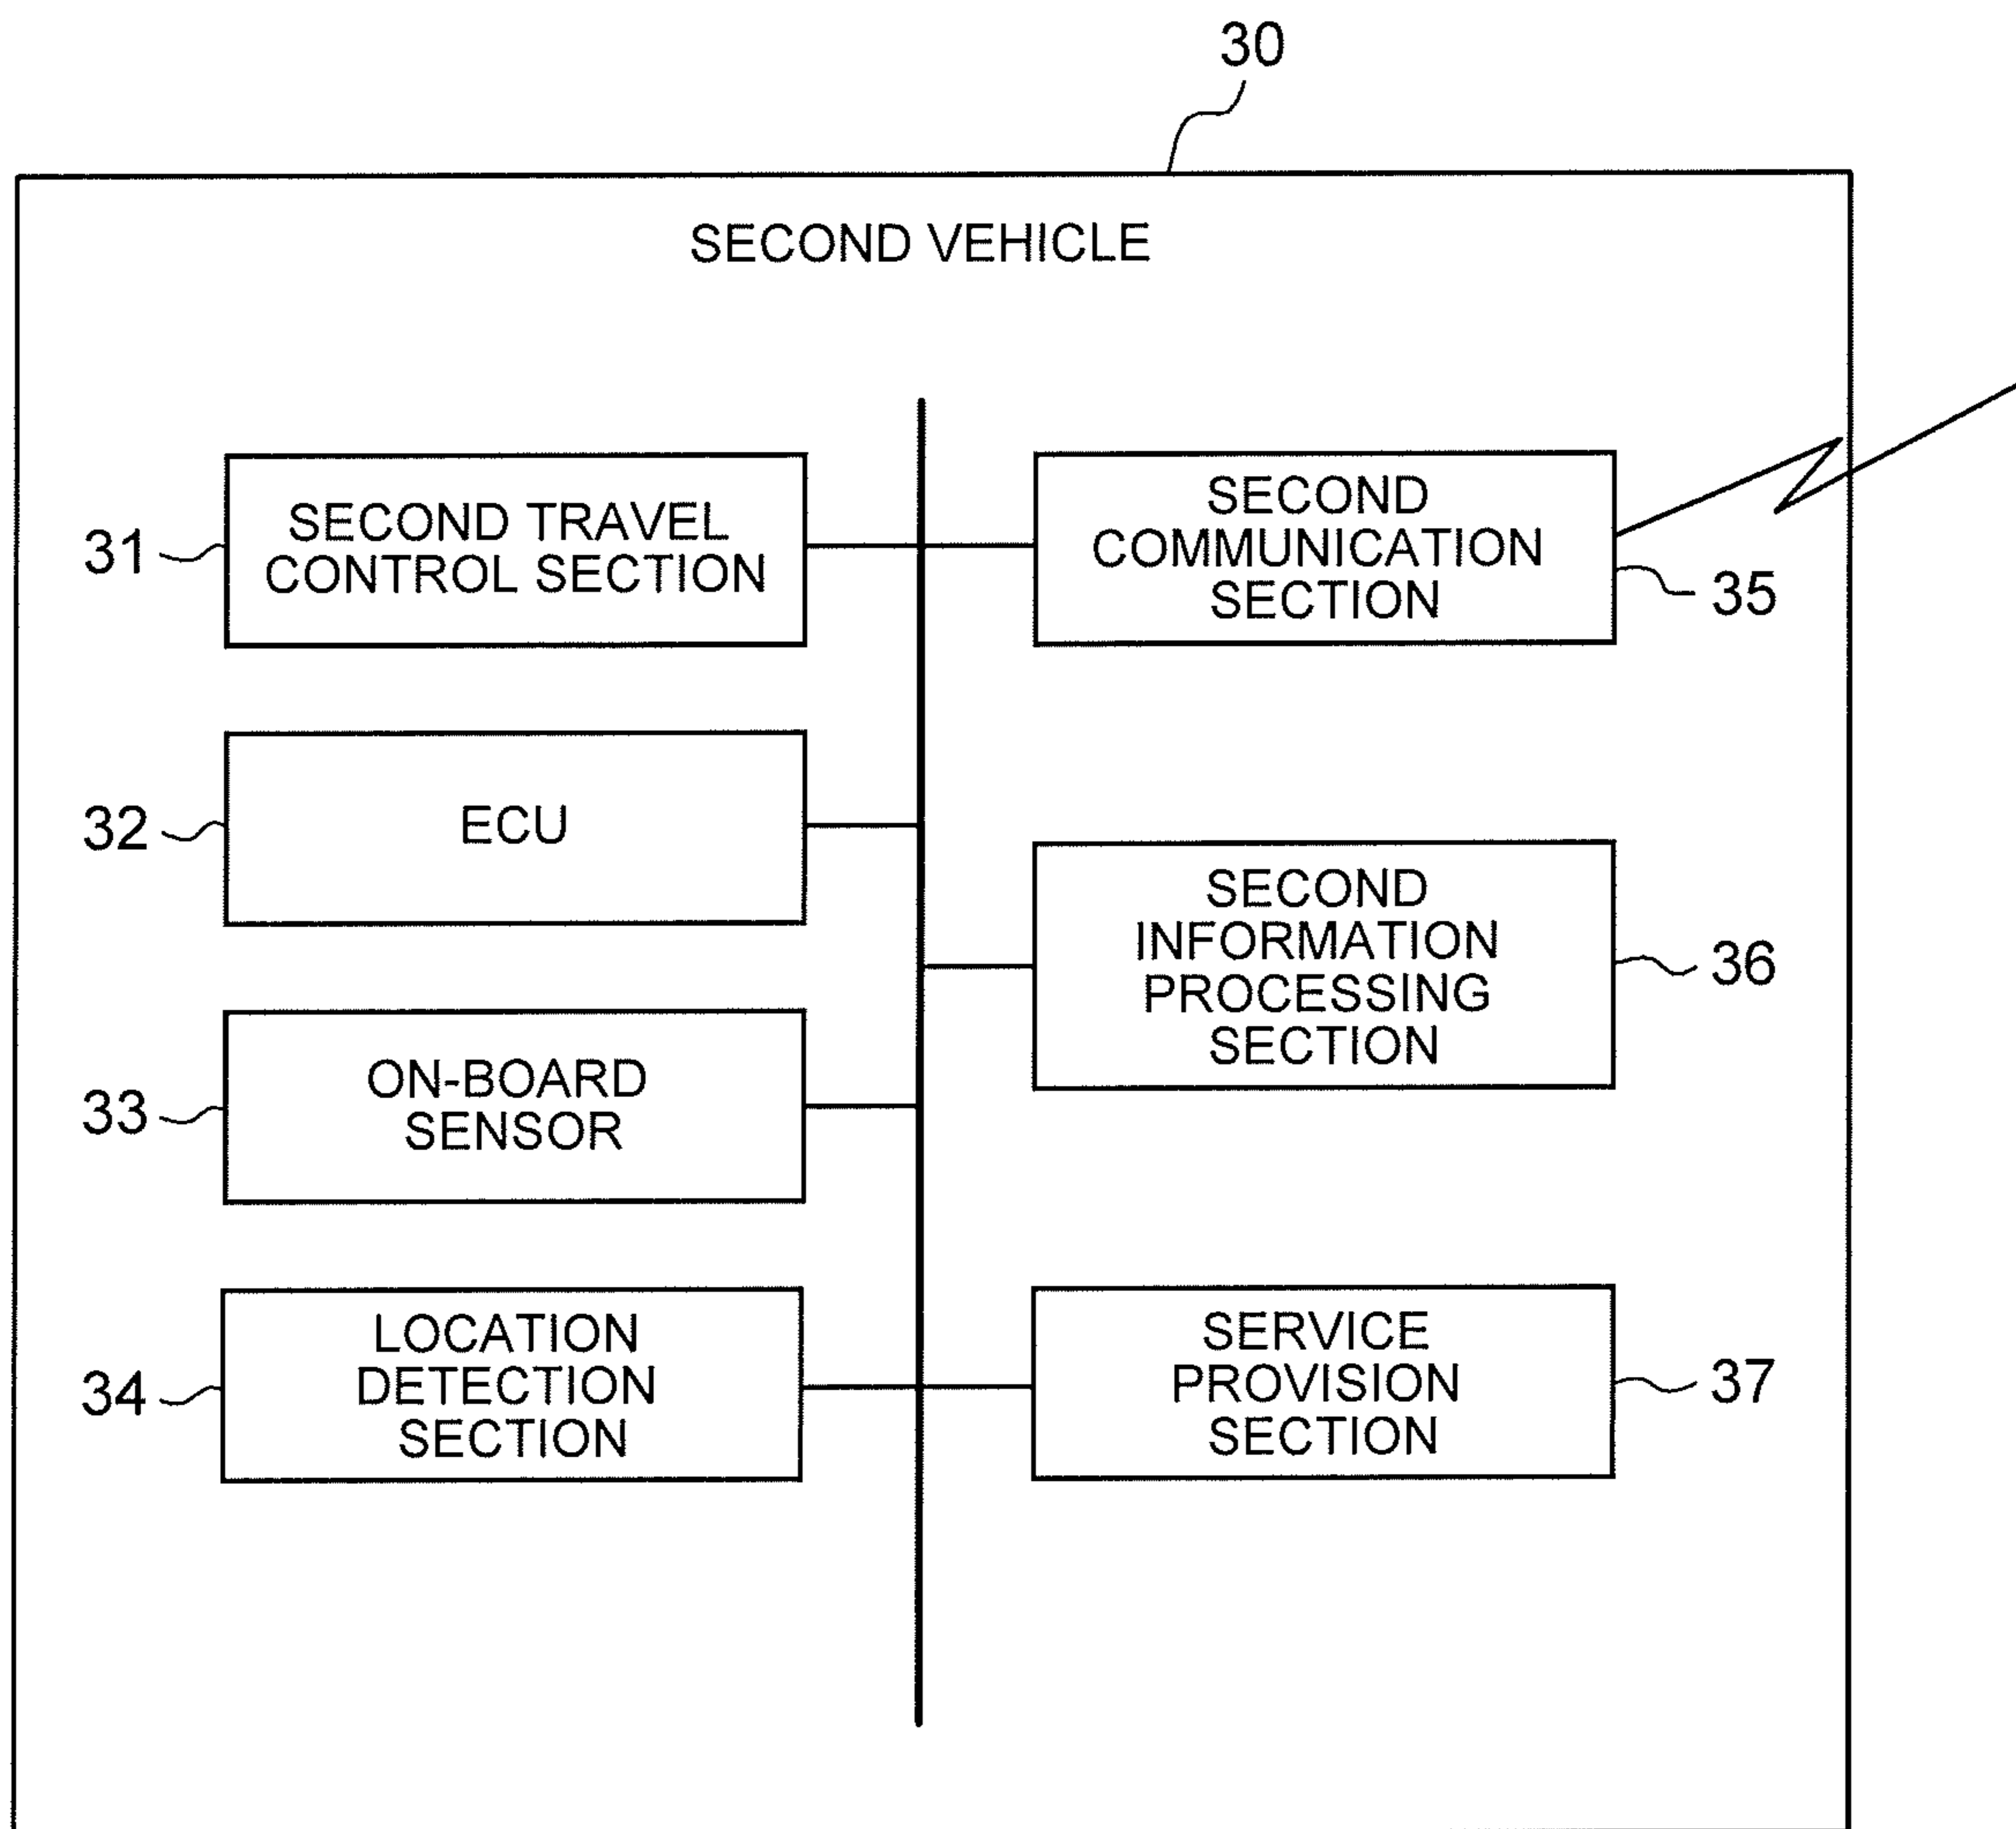 30
SECOND VEHICLE
31
SECOND TRAVEL
CONTROL SECTION
SECOND
COMMUNICATION
SECTION
35
32
ECU
SECOND
INFORMATION
PROCESSING
SECTION
36
33
ON-BOARD
SENSOR
34
LOCATION
DETECTION
SECTION
SERVICE
PROVISION
SECTION
37